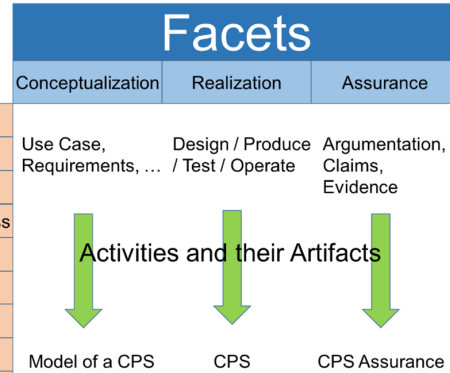 Facets
Conceptualization Realization Assurance
Use Case, Design / Produce Argumentation,
Requirements, … / Test / Operate Claims,
Evidence
Activities and their Artifacts
Model of a CPS CPS CPS Assurance